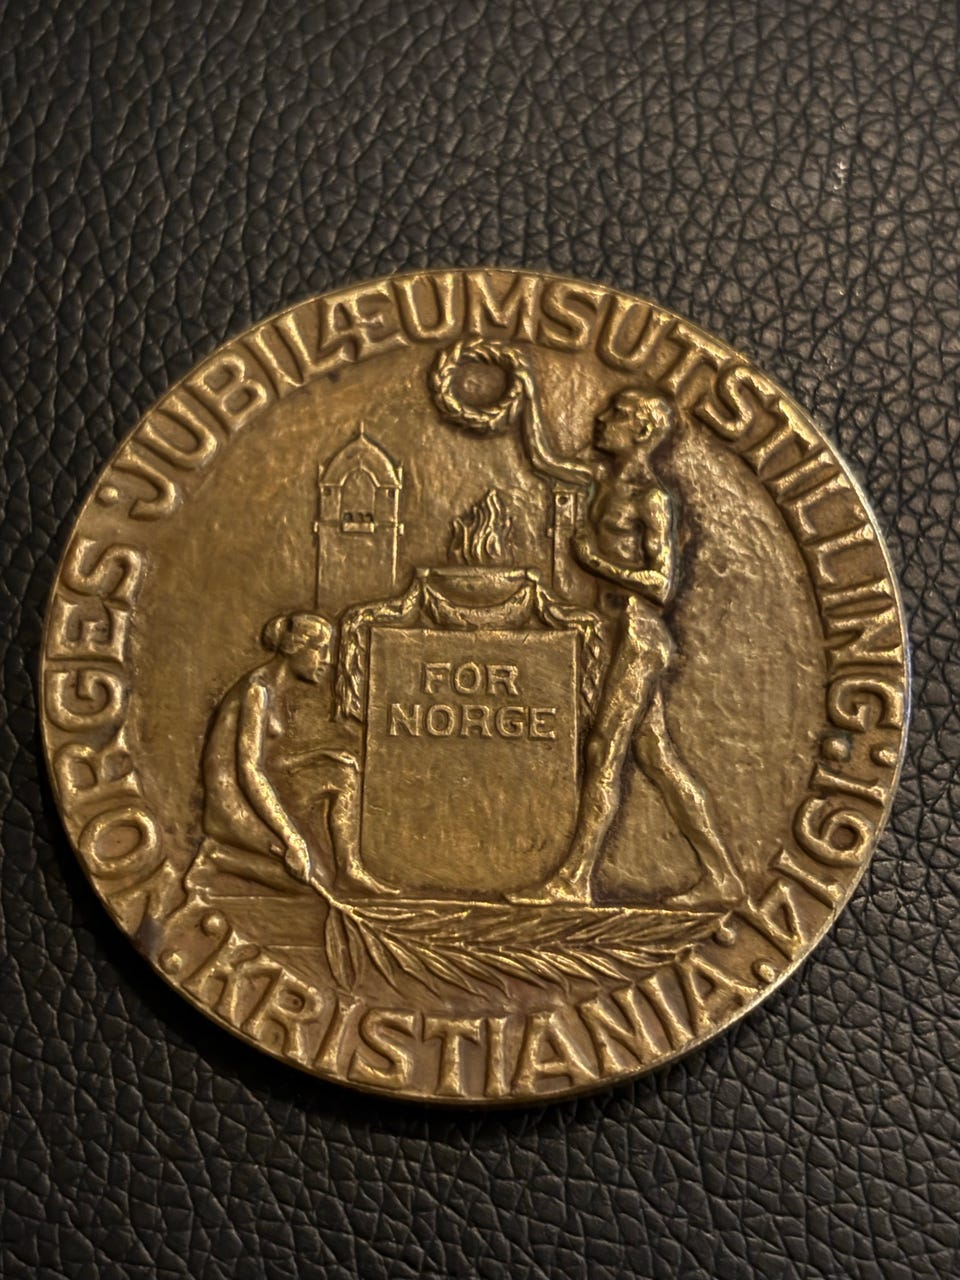 NORGES·JUBILÆUMSUTSTILLING:1914.
·KRISTIANIA·
FOR
NORGE